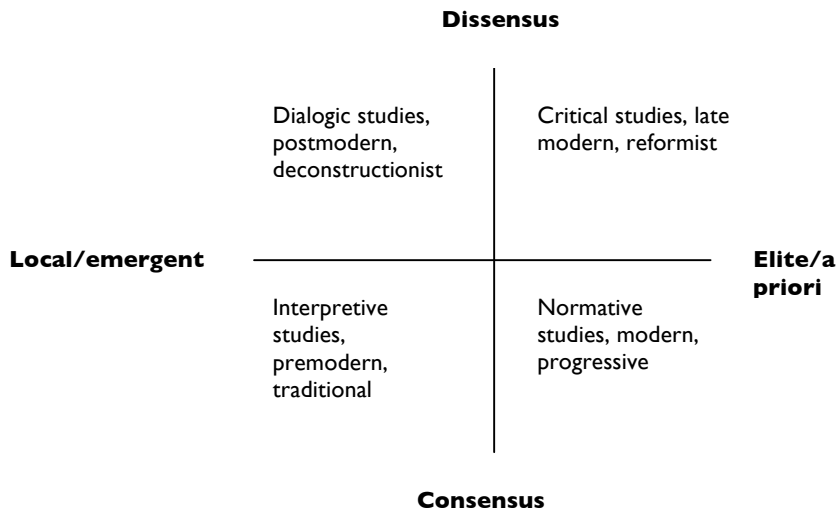 Dissensus
Dialogic studies,
postmodern,
deconstructionist
Critical studies, late
modern, reformist
Local/emergent
Elite/a
priori
Interpretive
studies,
premodern,
traditional
Normative
studies, modern,
progressive
Consensus